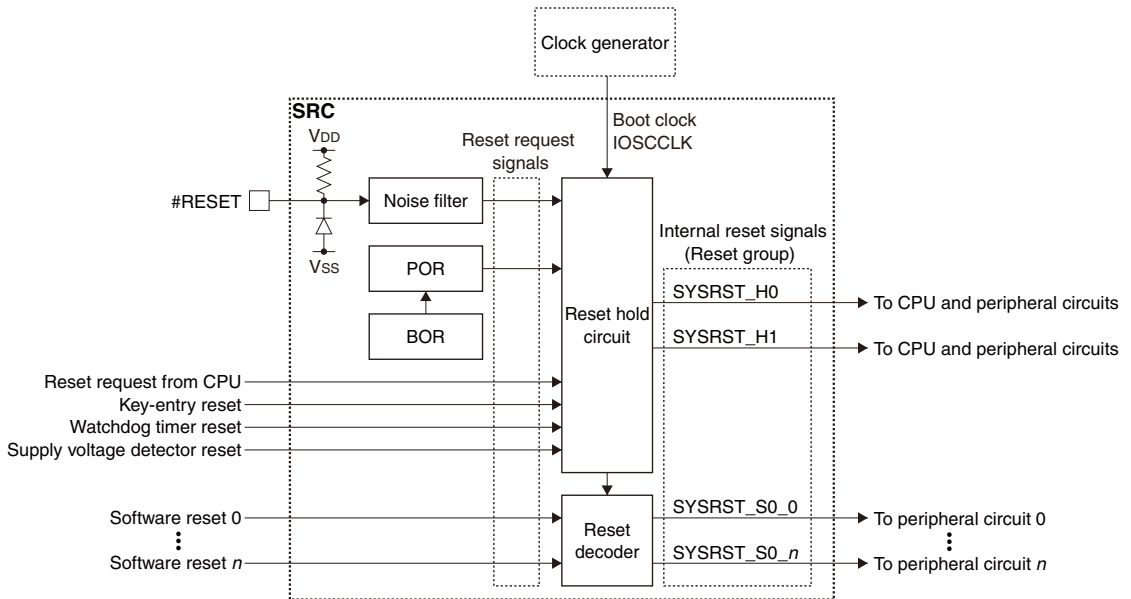 Clock generator
SRC
VDD
Boot clock
IOSCCLK
Reset request
signals
#RESET
Noise filter
VSS
POR
BOR
Reset hold
circuit
Internal reset signals
(Reset group)
SYSRST_H0
To CPU and peripheral circuits
SYSRST_H1
To CPU and peripheral circuits
Reset request from CPU
Key-entry reset
Watchdog timer reset
Supply voltage detector reset
Software reset 0
Software reset n
Reset
decoder
SYSRST_S0_0
To peripheral circuit 0
SYSRST_S0_n
To peripheral circuit n